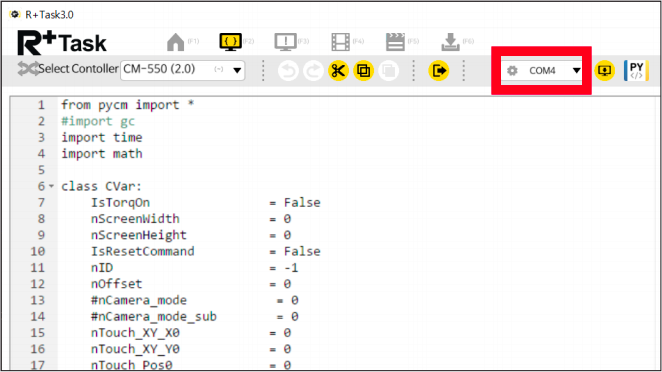 R+Task3.0
R+Task (F1) (F2) (F3) (F4) (F5) (F6)
Select Contoller CM-550 (2.0) (-) COM4 PY </>
1 from pycm import *
2 #import gc
3 import time
4 import math
5
6 class CVar:
7 IsTorqOn = False
8 nScreenWidth = 0
9 nScreenHeight = 0
10 IsResetCommand = False
11 nID = -1
12 nOffset = 0
13 #nCamera_mode = 0
14 #nCamera_mode_sub = 0
15 nTouch_XY_X0 = 0
16 nTouch_XY_Y0 = 0
17 nTouch_Pos0 = 0